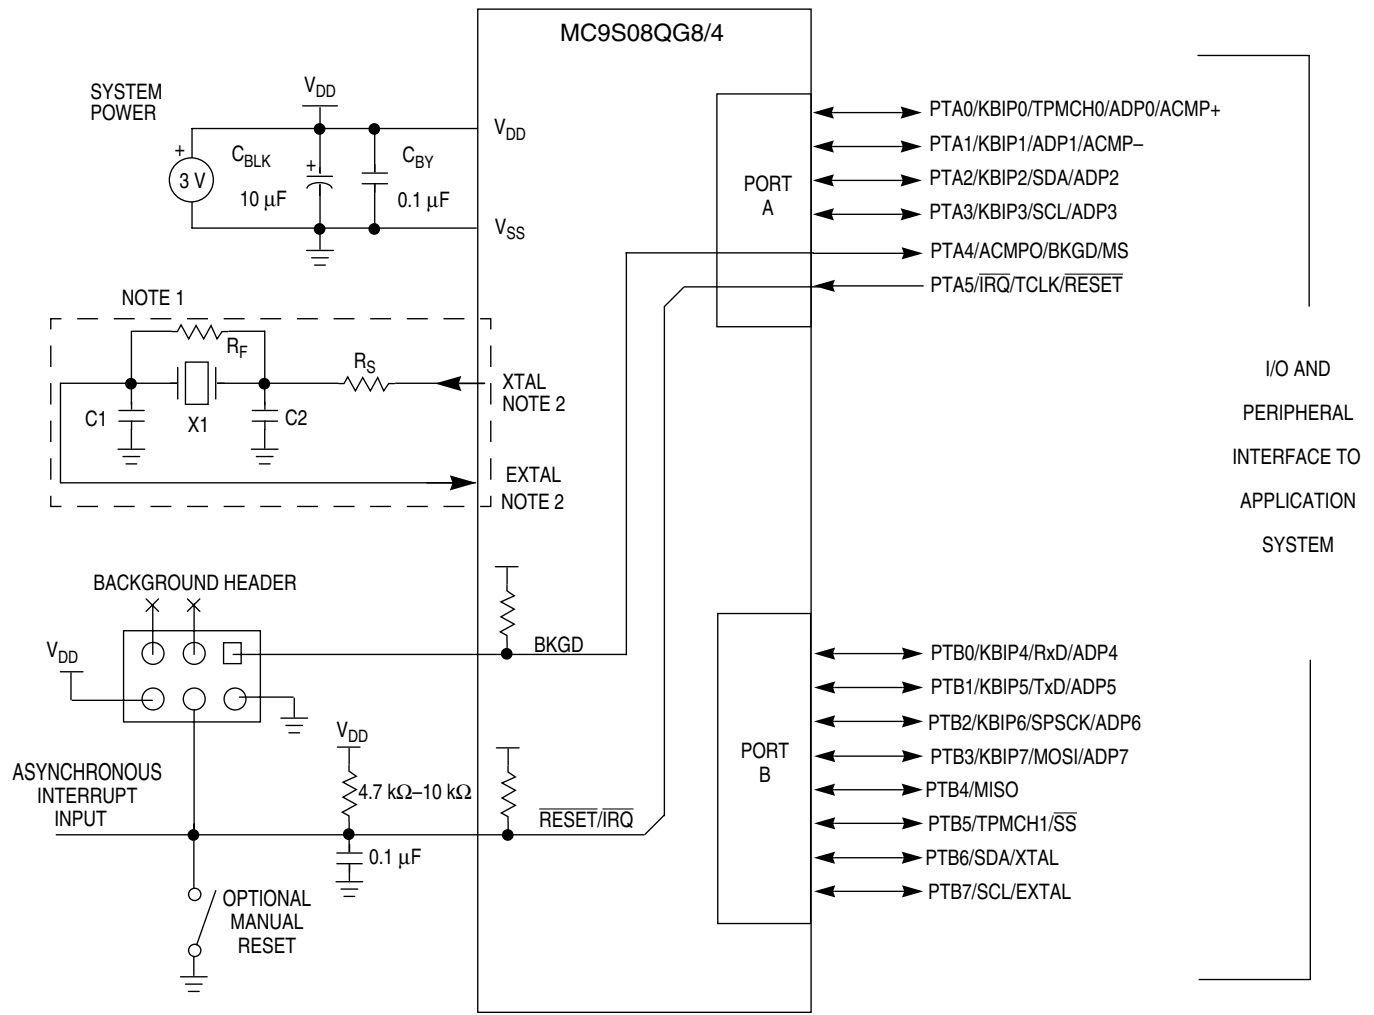 MC9S08QG8/4
SYSTEM
POWER
VDD
VDD
+
3 V
CBLK
10 µF
+
CBY
0.1 µF
VSS
NOTE 1
RF
RS
C1
X1
C2
XTAL
NOTE 2
EXTAL
NOTE 2
BACKGROUND HEADER
VDD
BKGD
VDD
ASYNCHRONOUS
INTERRUPT
INPUT
4.7 kΩ–10 kΩ
0.1 µF
RESET/IRQ
OPTIONAL
MANUAL
RESET
PORT
A
PTA0/KBIP0/TPMCH0/ADP0/ACMP+
PTA1/KBIP1/ADP1/ACMP–
PTA2/KBIP2/SDA/ADP2
PTA3/KBIP3/SCL/ADP3
PTA4/ACMPO/BKGD/MS
PTA5/IRQ/TCLK/RESET
PORT
B
PTB0/KBIP4/RxD/ADP4
PTB1/KBIP5/TxD/ADP5
PTB2/KBIP6/SPSCK/ADP6
PTB3/KBIP7/MOSI/ADP7
PTB4/MISO
PTB5/TPMCH1/SS
PTB6/SDA/XTAL
PTB7/SCL/EXTAL
I/O AND
PERIPHERAL
INTERFACE TO
APPLICATION
SYSTEM